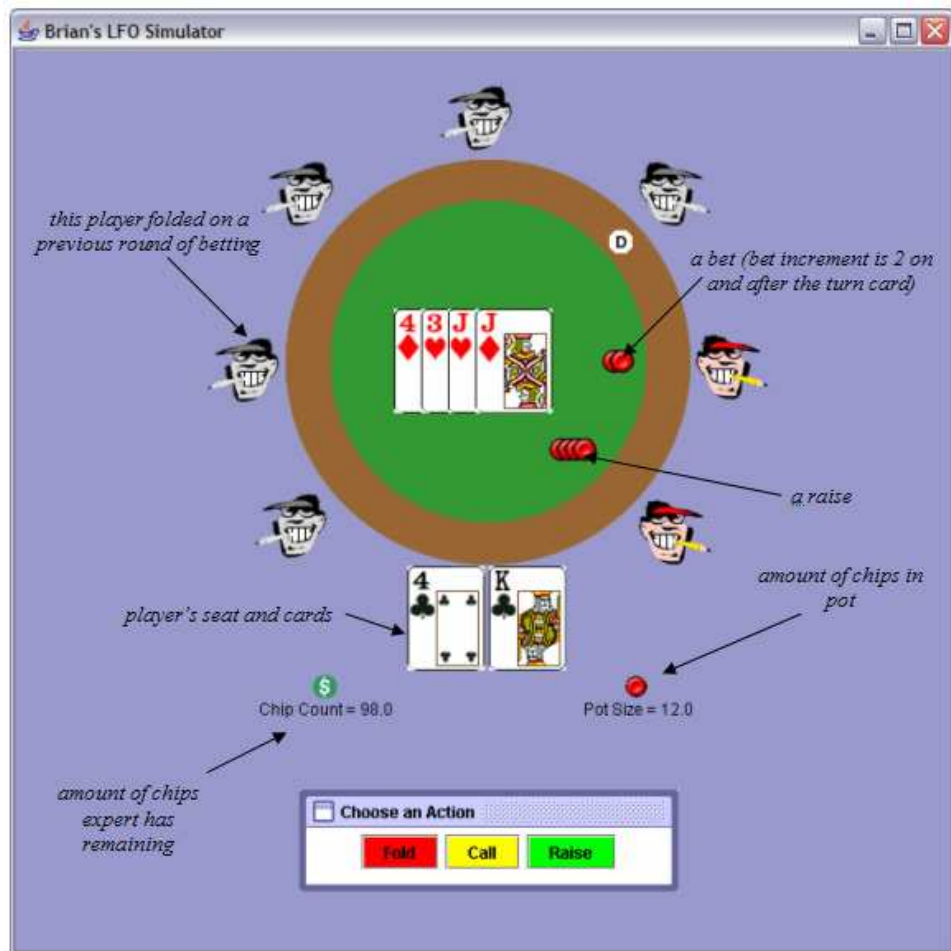 Brian's LFO Simulator
this player folded on a
previous round of betting
D
a bet (bet increment is 2 on
and after the turn card)
4 3 J J
a raise
amount of chips in
pot
4 K
player's seat and cards
$
Chip Count = 98.0
Pot Size = 12.0
amount of chips
expert has
remaining
Choose an Action
Fold Call Raise